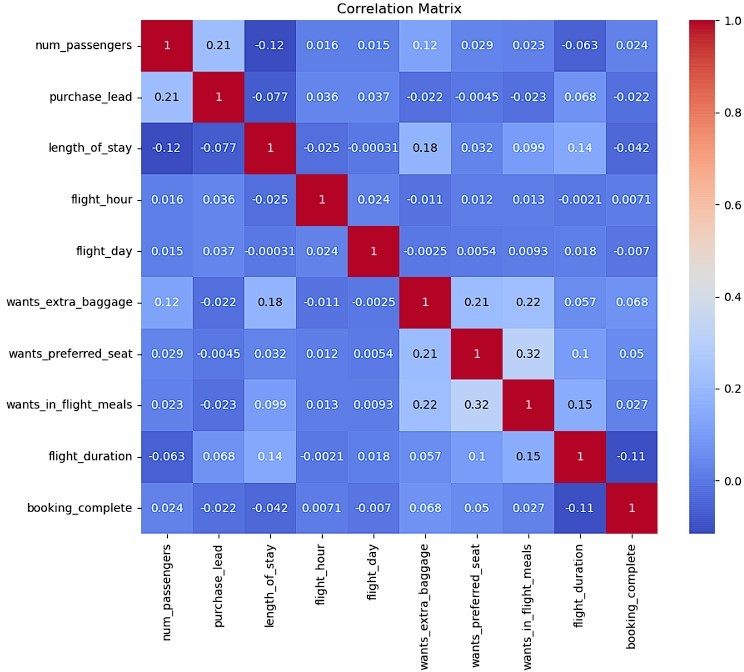 Correlation Matrix
num_passengers 1 0.21 -0.12 0.016 0.015 0.12 0.029 0.023 -0.063 0.024
purchase_lead 0.21 1 -0.077 0.036 0.037 -0.022 -0.0045 -0.023 0.068 -0.022
length_of_stay -0.12 -0.077 1 -0.025 -0.00031 0.18 0.032 0.099 0.14 -0.042
flight_hour 0.016 0.036 -0.025 1 0.024 -0.011 0.012 0.013 -0.0021 0.0071
flight_day 0.015 0.037 -0.00031 0.024 1 -0.0025 0.0054 0.0093 0.018 -0.007
wants_extra_baggage 0.12 -0.022 0.18 -0.011 -0.0025 1 0.21 0.22 0.057 0.068
wants_preferred_seat 0.029 -0.0045 0.032 0.012 0.0054 0.21 1 0.32 0.1 0.05
wants_in_flight_meals 0.023 -0.023 0.099 0.013 0.0093 0.22 0.32 1 0.15 0.027
flight_duration -0.063 0.068 0.14 -0.0021 0.018 0.057 0.1 0.15 1 -0.11
booking_complete 0.024 -0.022 -0.042 0.0071 -0.007 0.068 0.05 0.027 -0.11 1
num_passengers
purchase_lead
length_of_stay
flight_hour
flight_day
wants_extra_baggage
wants_preferred_seat
wants_in_flight_meals
flight_duration
booking_complete
1.0
0.8
0.6
0.4
0.2
0.0